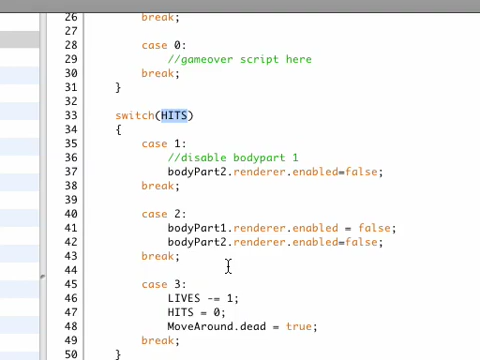 26 break;
27
28 case 0:
29 //gameover script here
30 break;
31 }
32
33 switch(HITS)
34 {
35 case 1:
36 //disable bodypart 1
37 bodyPart2.renderer.enabled=false;
38 break;
39
40 case 2:
41 bodyPart1.renderer.enabled = false;
42 bodyPart2.renderer.enabled=false;
43 break;
44
45 case 3:
46 LIVES -= 1;
47 HITS = 0;
48 MoveAround.dead = true;
49 break;
50 }